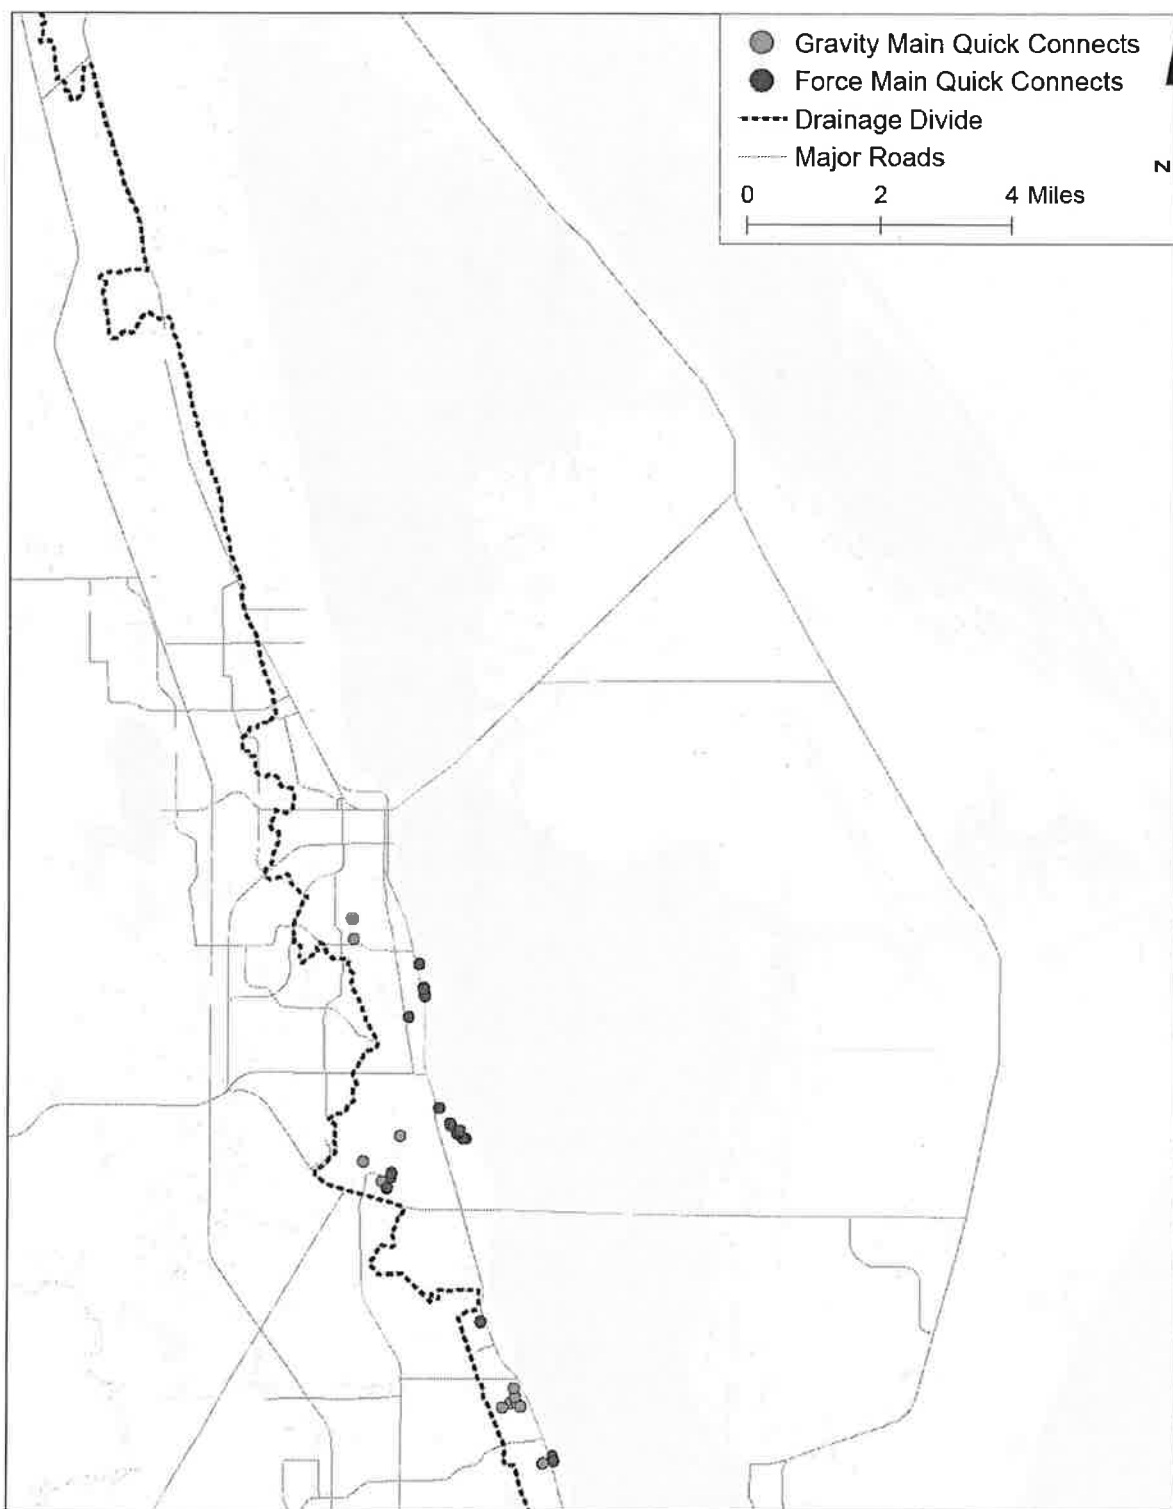 Gravity Main Quick Connects
Force Main Quick Connects
Drainage Divide
Major Roads
N
0 2 4 Miles